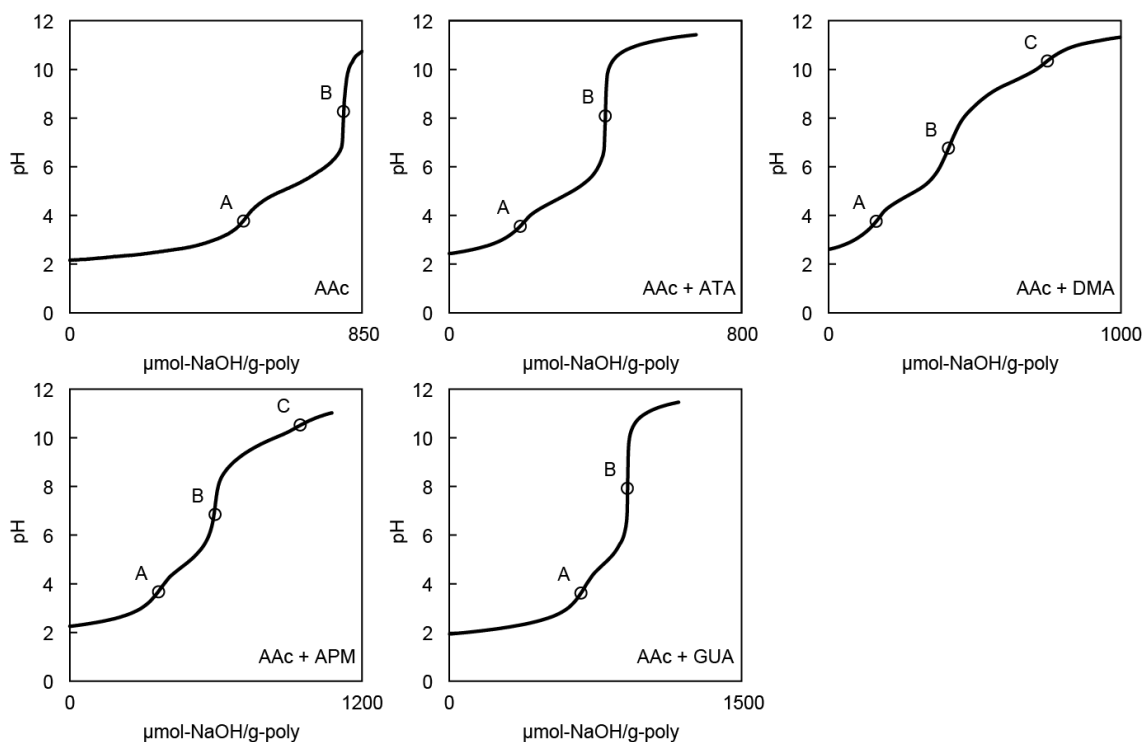 12
10
8
6
4
2
0
pH
A
B
AAc
0
850
μmol-NaOH/g-poly
12
10
8
6
4
2
0
pH
A
B
AAc + ATA
0
800
μmol-NaOH/g-poly
12
10
8
6
4
2
0
pH
A
B
C
AAc + DMA
0
1000
μmol-NaOH/g-poly
12
10
8
6
4
2
0
pH
A
B
C
AAc + APM
0
1200
μmol-NaOH/g-poly
12
10
8
6
4
2
0
pH
A
B
AAc + GUA
0
1500
μmol-NaOH/g-poly